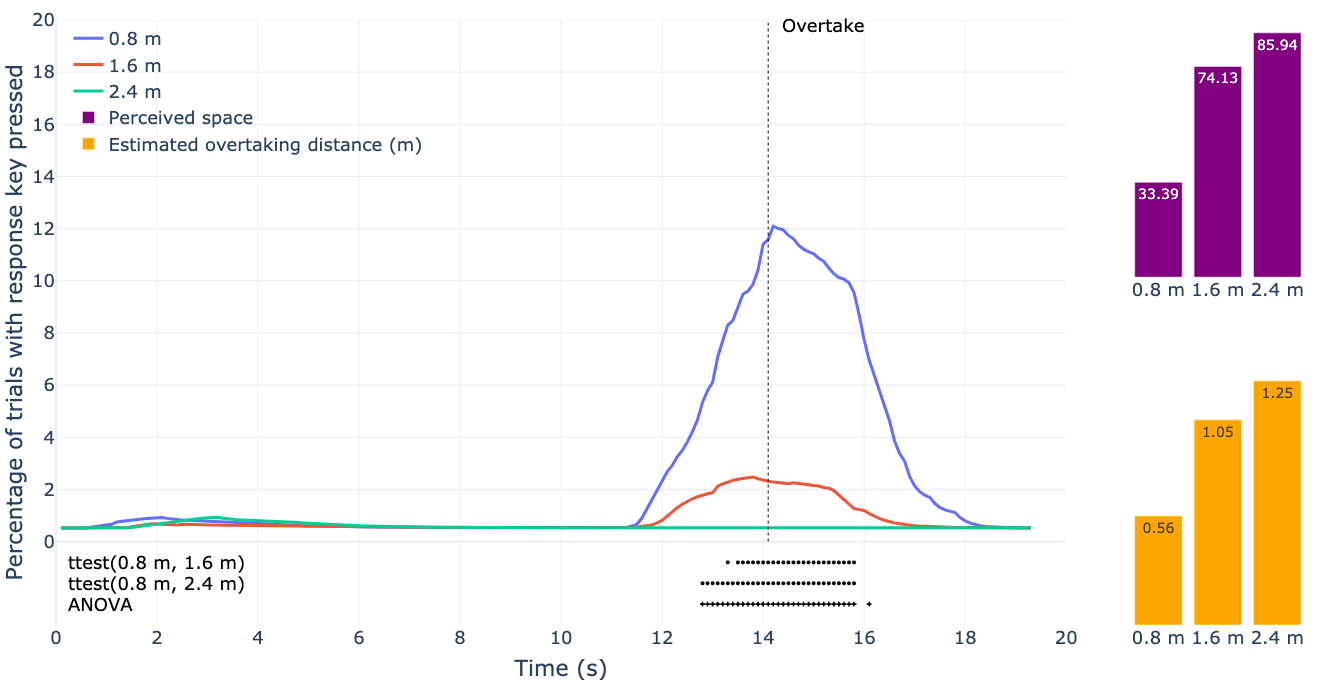 Percentage of trials with response key pressed
20
18
16
14
12
10
8
6
4
2
0
0.8 m
1.6 m
2.4 m
Perceived space
Estimated overtaking distance (m)
Overtake
ttest(0.8 m, 1.6 m)
ttest(0.8 m, 2.4 m)
ANOVA
0 2 4 6 8 10 12 14 16 18 20
Time (s)
33.39 74.13 85.94
0.8 m 1.6 m 2.4 m
0.56 1.05 1.25
0.8 m 1.6 m 2.4 m